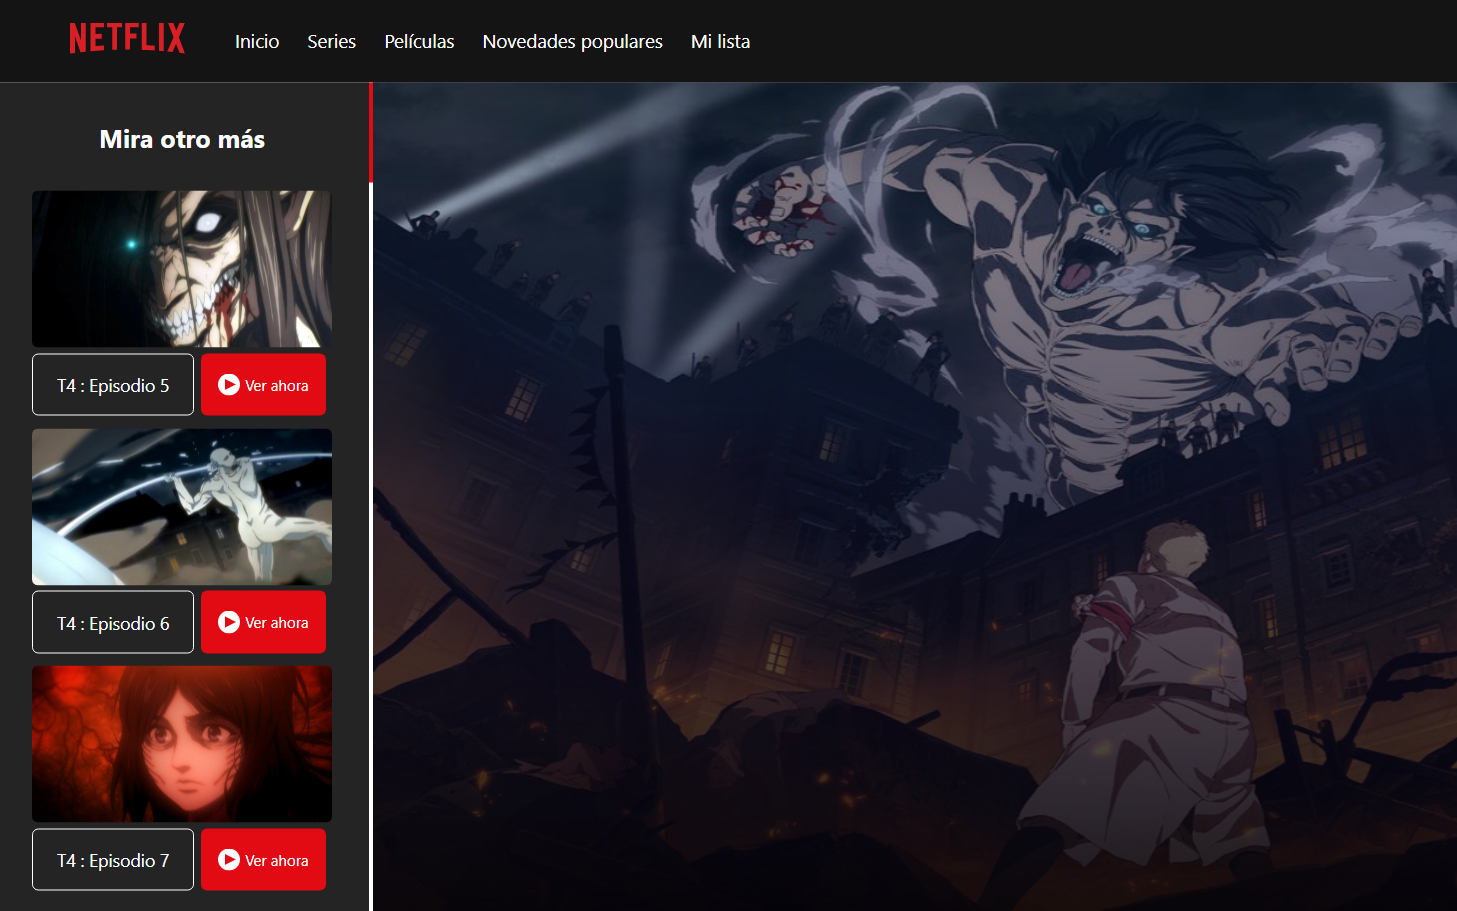 NETFLIX
Inicio Series Películas Novedades populares Mi lista
Mira otro más
T4 : Episodio 5
Ver ahora
T4 : Episodio 6
Ver ahora
T4 : Episodio 7
Ver ahora